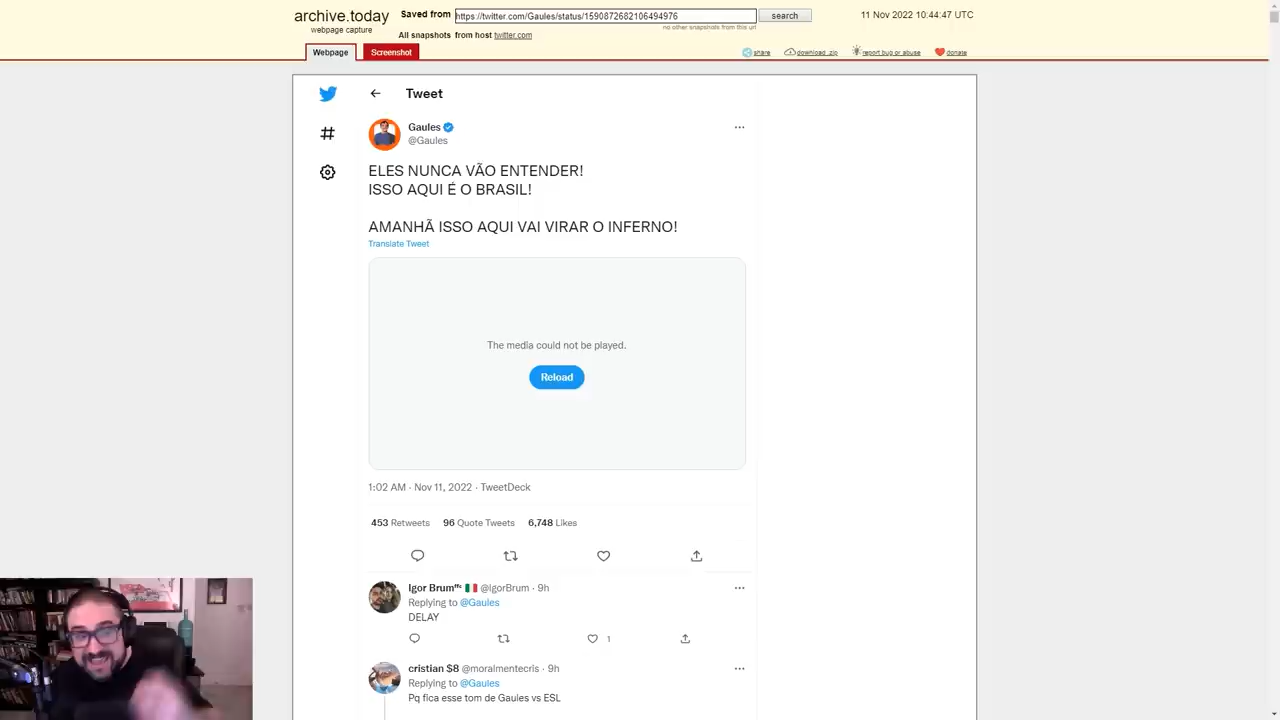 archive.today
webpage capture
Saved from https://twitter.com/Gaules/status/1590872682106494976
search
11 Nov 2022 10:44:47 UTC
no other snapshots from this url
All snapshots from host twitter.com
Webpage
Screenshot
share
download .zip
report bug or abuse
donate
Tweet
Gaules
@Gaules
ELES NUNCA VÃO ENTENDER!
ISSO AQUI É O BRASIL!
AMANHÃ ISSO AQUI VAI VIRAR O INFERNO!
Translate Tweet
The media could not be played.
Reload
1:02 AM · Nov 11, 2022 · TweetDeck
453 Retweets 96 Quote Tweets 6,748 Likes
Igor Brum @IgorBrum · 9h
Replying to @Gaules
DELAY
1
cristian $8 @moralmentecris · 9h
Replying to @Gaules
Pq fica esse tom de Gaules vs ESL